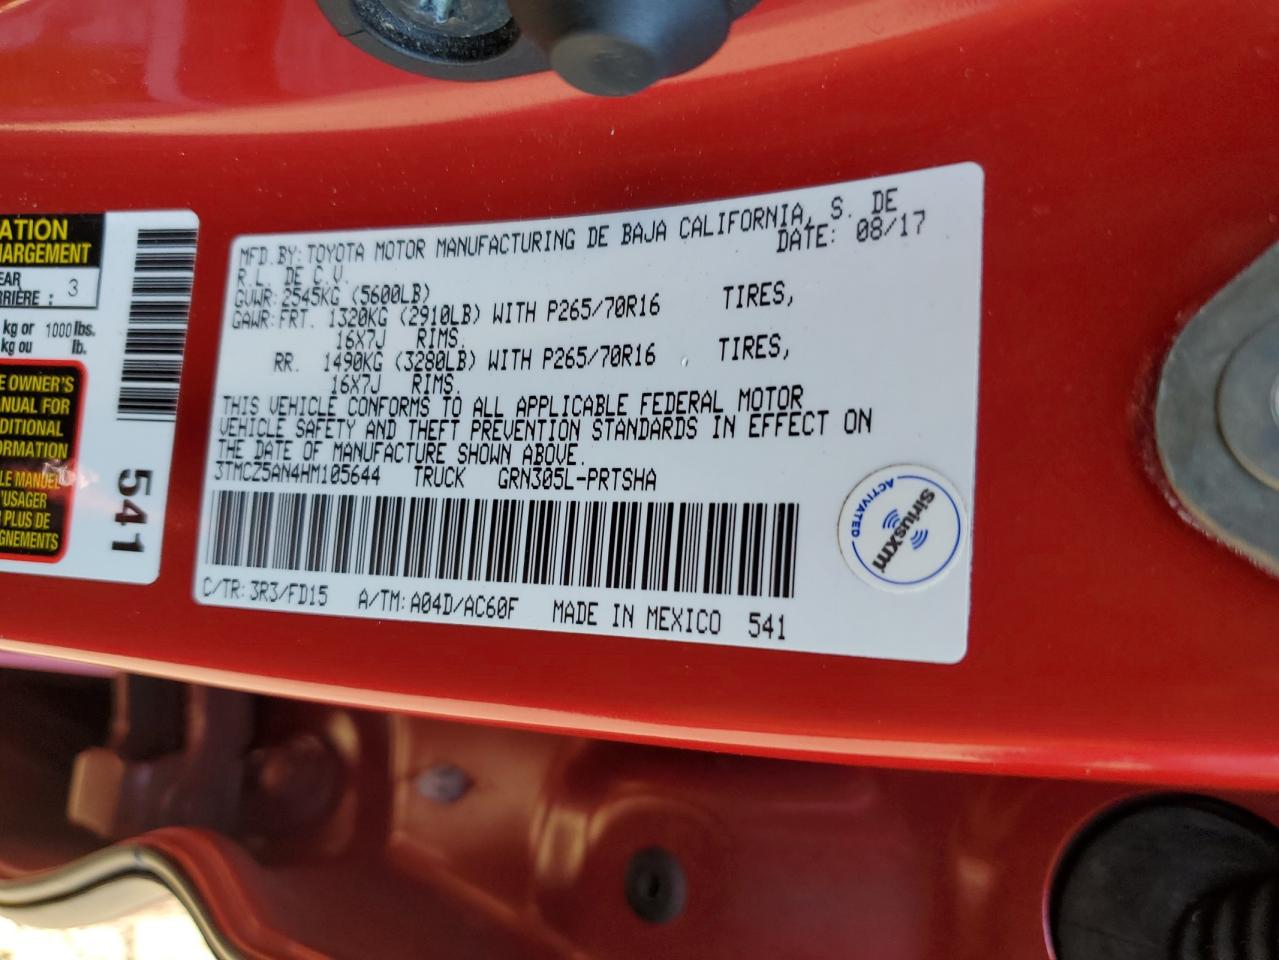 ATION
HARGEMENT
EAR
RRIÈRE : 3
kg or 1000 lbs.
kg ou lb.
E OWNER'S
ANUAL FOR
DITIONAL
ORMATION
LE MANUEL
'USAGER
PLUS DE
GNEMENTS
541
MFD.BY:TOYOTA MOTOR MANUFACTURING DE BAJA CALIFORNIA, S. DE
R.L. DE C.V. DATE: 08/17
GVWR:2545KG (5600LB)
GAWR:FRT. 1320KG (2910LB) WITH P265/70R16 TIRES,
16X7J RIMS.
RR. 1490KG (3280LB) WITH P265/70R16 , TIRES,
16X7J RIMS.
THIS VEHICLE CONFORMS TO ALL APPLICABLE FEDERAL MOTOR
VEHICLE SAFETY AND THEFT PREVENTION STANDARDS IN EFFECT ON
THE DATE OF MANUFACTURE SHOWN ABOVE.
3TMCZ5AN4HM105644 TRUCK GRN305L-PRTSHA
C/TR:3R3/FD15 A/TM:A04D/AC60F MADE IN MEXICO 541
ACTIVATED
siriusxm